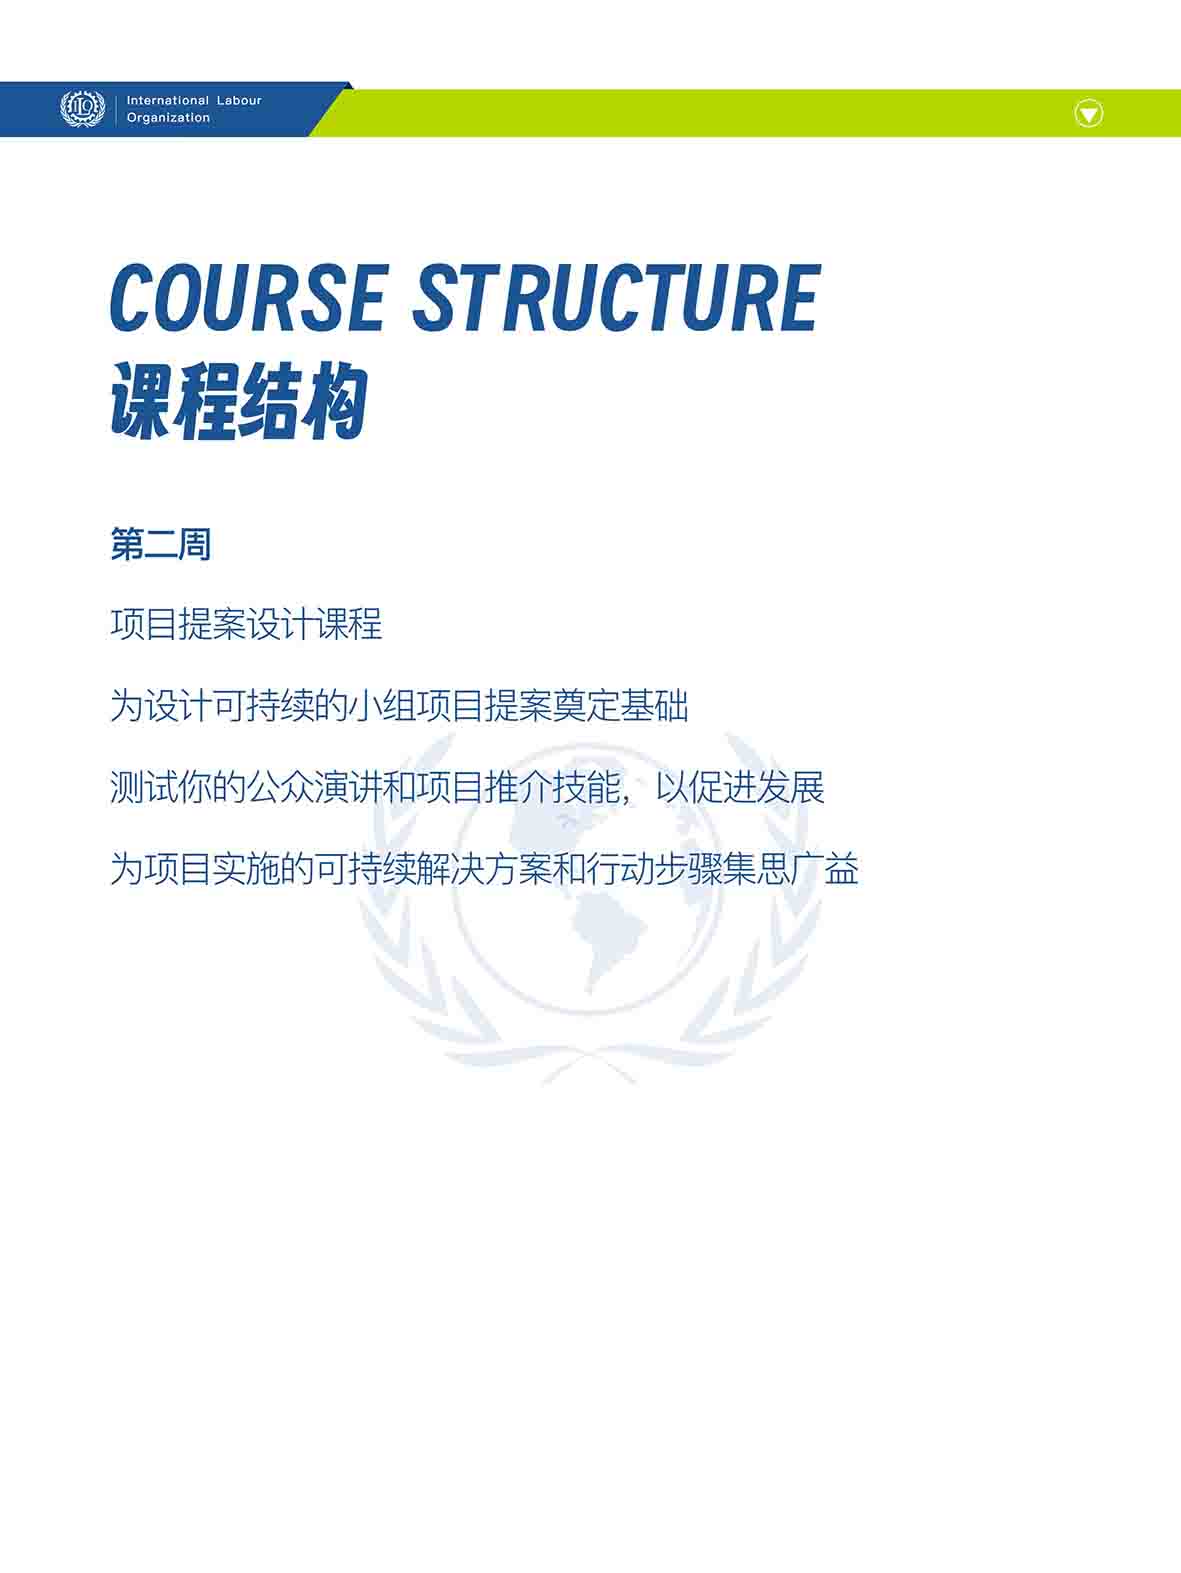 International Labour
Organization
COURSE STRUCTURE
课程结构
第二周
项目提案设计课程
为设计可持续的小组项目提案奠定基础
测试你的公众演讲和项目推介技能，以促进发展
为项目实施的可持续解决方案和行动步骤集思广益